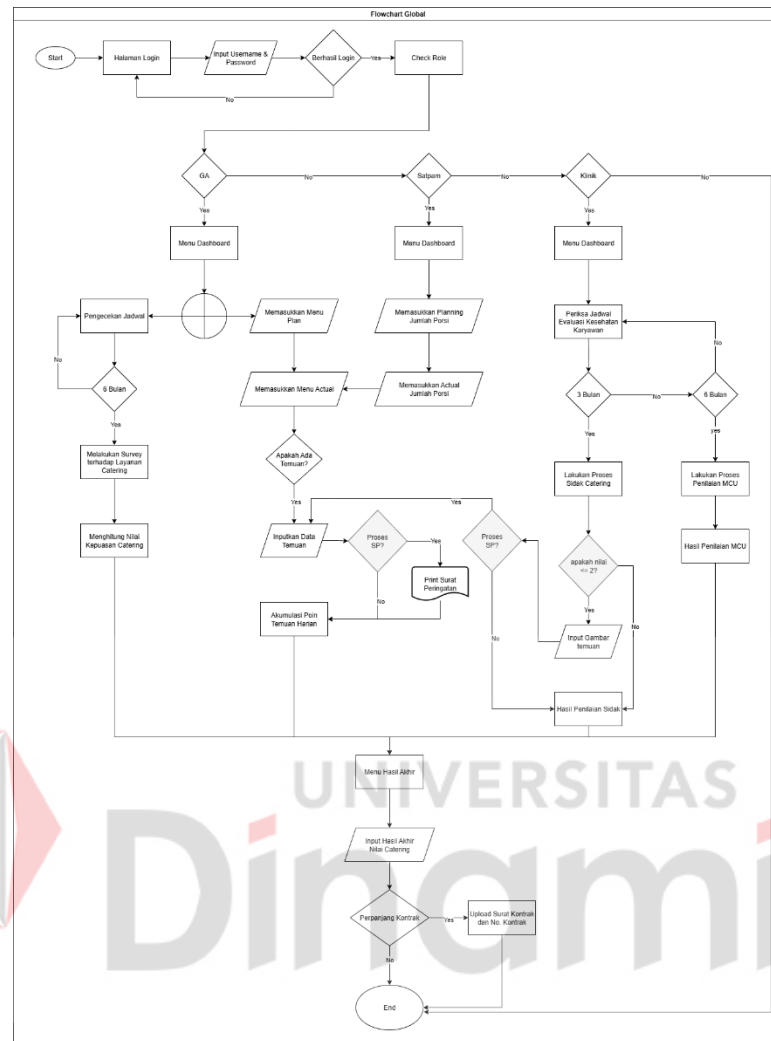 Flowchart Global
Start
Halaman Login
Input Username &
Password
Berhasil Login
Yes
Check Role
No
GA
No
Satpam
No
Klinik
No
Yes
Yes
Yes
Menu Dashboard
Menu Dashboard
Menu Dashboard
Pengecekan Jadwal
Memasukkan Menu
Plan
Memasukkan Planning
Jumlah Porsi
Periksa Jadwal
Evaluasi Kesehatan
Karyawan
No
No
6 Bulan
Memasukkan Menu Actual
Memasukkan Actual
Jumlah Porsi
3 Bulan
No
6 Bulan
Yes
Yes
yes
Melakukan Survey
terhadap Layanan
Catering
Apakah Ada
Temuan?
Lakukan Proses
Sidak Catering
Lakukan Proses
Penilaian MCU
Yes
Yes
Menghitung Nilai
Kepuasan Catering
Inputkan Data
Temuan
Proses
SP?
Yes
Proses
SP?
Hasil Penilaian MCU
apakah nilai
<= 2?
Print Surat
Peringatan
No
Yes
No
Akumulasi Poin
Temuan Harian
Input Gambar
temuan
No
Hasil Penilaian Sidak
Menu Hasil Akhir
UNIVERSITAS
Dinami
Input Hasil Akhir
Nilai Catering
Perpanjang Kontrak
Yes
Upload Surat Kontrak
dan No. Kontrak
No
End